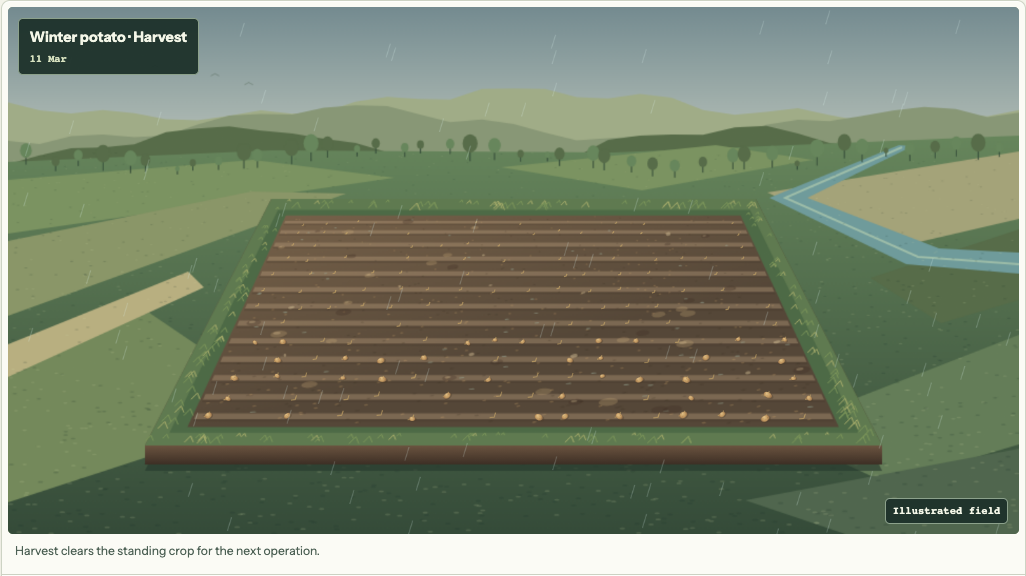 Winter potato · Harvest
11 Mar
Illustrated field
Harvest clears the standing crop for the next operation.